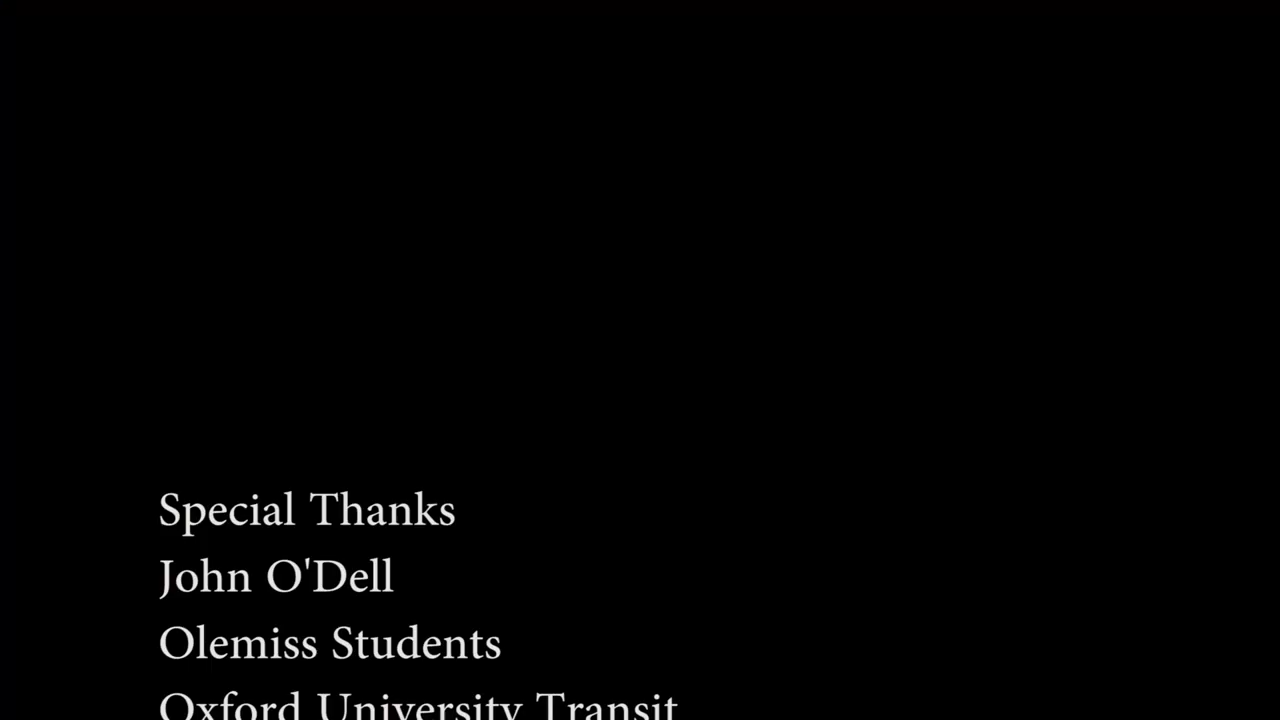 Special Thanks
John O'Dell
Olemiss Students
Oxford University Transit